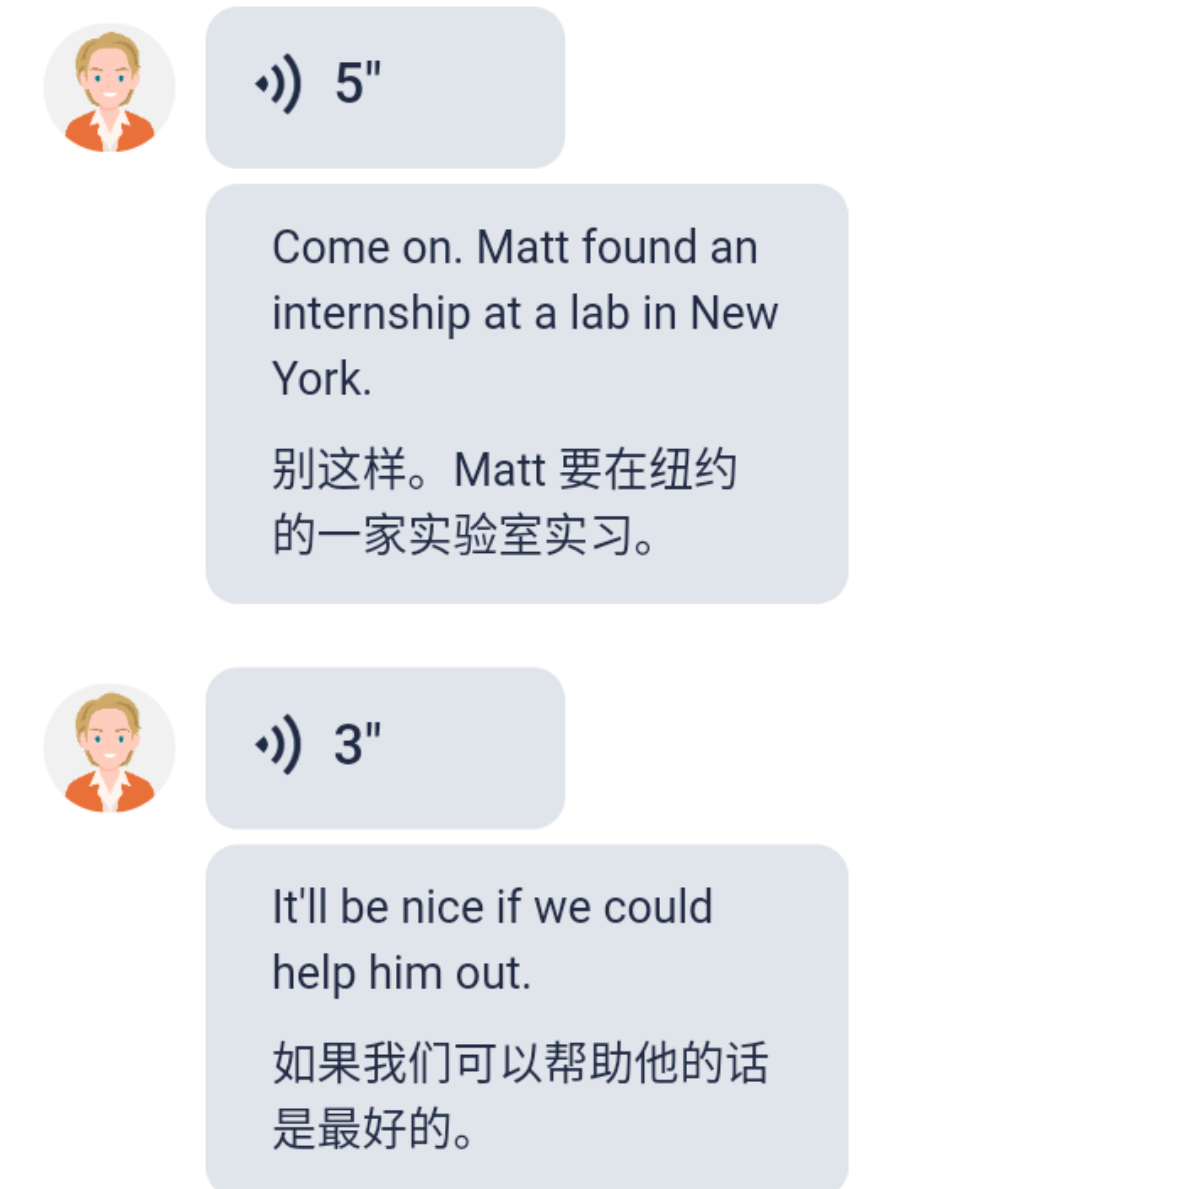 5"
Come on. Matt found an
internship at a lab in New
York.
别这样。Matt 要在纽约
的一家实验室实习。
3"
It'll be nice if we could
help him out.
如果我们可以帮助他的话
是最好的。